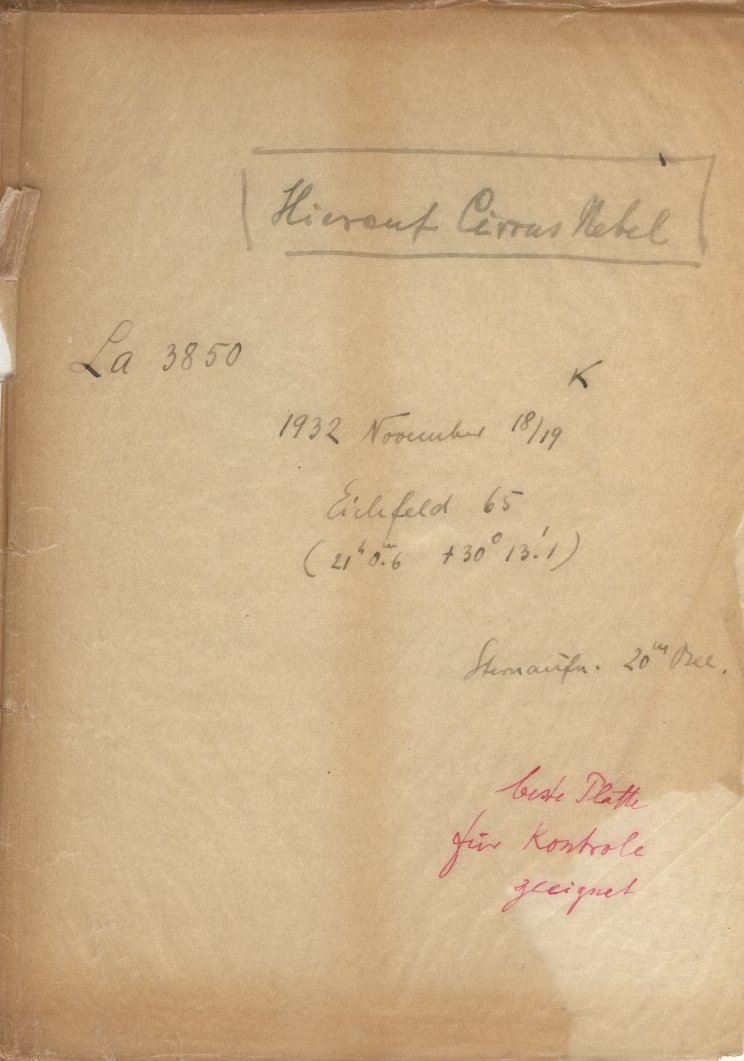 Hierauf Cirrus Nebel
La 3850
K
1932 November 18/19
Eichfeld 65
(21ʰ 0.ᵐ6 +30° 13.'1)
Sternaufn. 20ᵐ
beste Platte
für Kontrole
geeignet